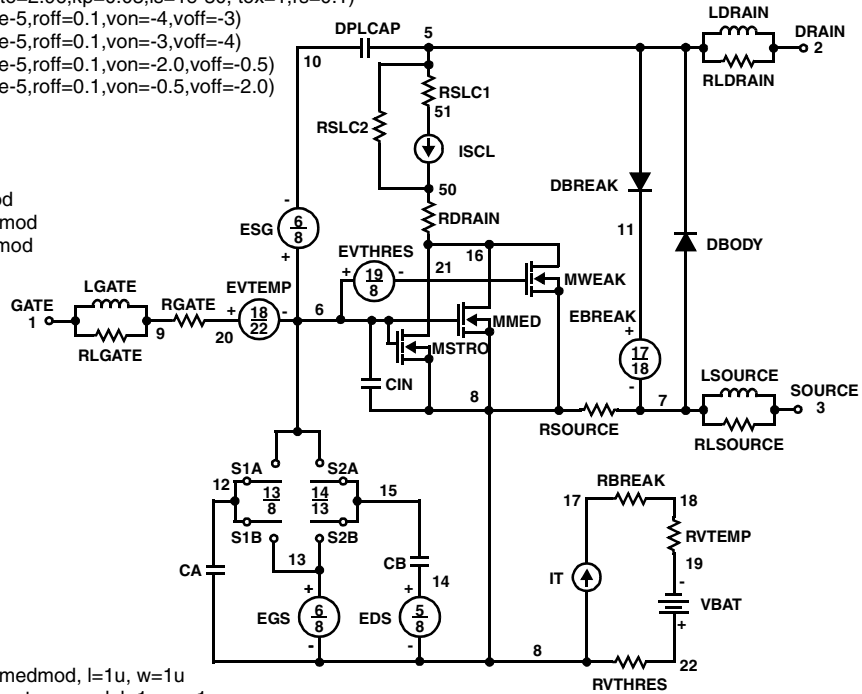 e-5,roff=0.1,von=-4,voff=-3)
e-5,roff=0.1,von=-3,voff=-4)
e-5,roff=0.1,von=-2.0,voff=-0.5)
e-5,roff=0.1,von=-0.5,voff=-2.0)
LDRAIN
DPLCAP
5
DRAIN
2
10
RLDRAIN
RSLC1
51
RSLC2
ISCL
50
DBREAK
od
mod
mod
RDRAIN
ESG
6
8
-
+
11
DBODY
EVTHRES
+
19
8
-
21
16
MWEAK
LGATE
EVTEMP
GATE
1
RGATE
+
18
22
-
6
EBREAK
+
9
20
MMED
RLGATE
MSTRO
17
18
-
CIN
8
7
LSOURCE
SOURCE
3
RSOURCE
RLSOURCE
S1A
S2A
12
13
8
14
13
15
RBREAK
17
18
S1B
S2B
RVTEMP
13
CA
CB
19
14
IT
-
VBAT
+
+
+
EGS
6
8
EDS
5
8
-
-
8
22
RVTHRES
medmod, l=1u, w=1u